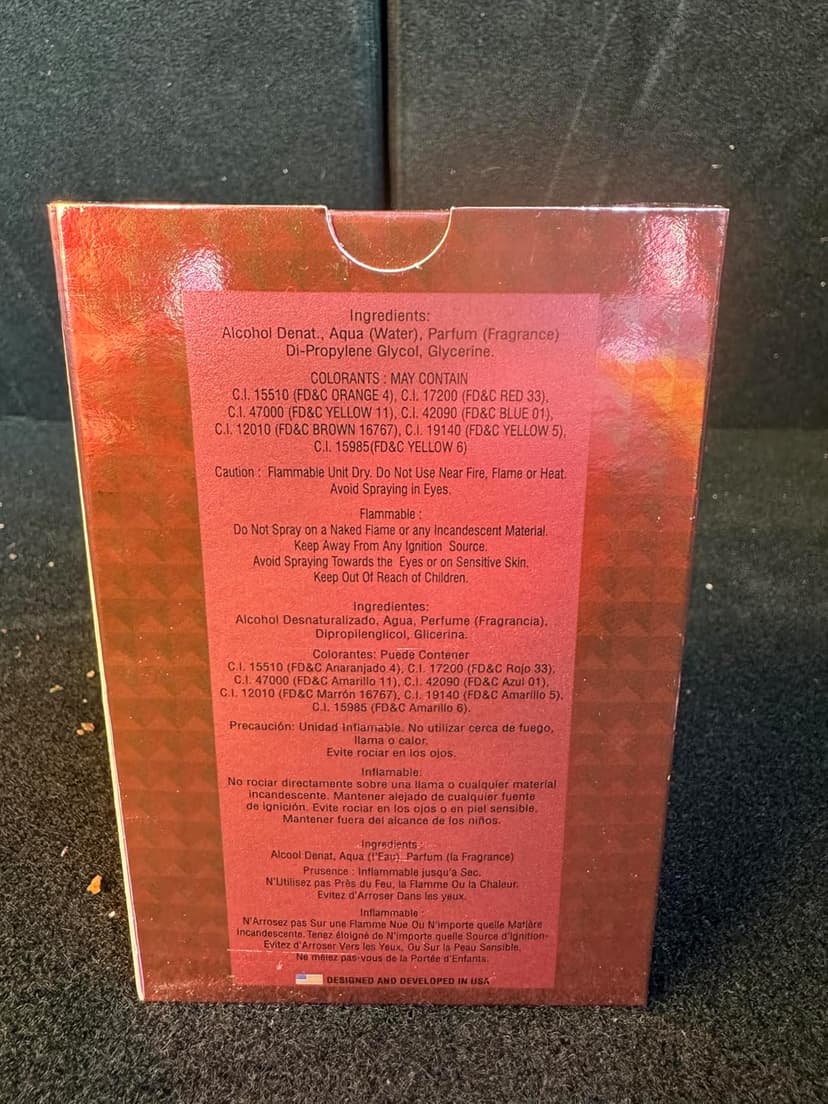 Ingredients:
Alcohol Denat., Aqua (Water), Parfum (Fragrance)
Di-Propylene Glycol, Glycerine.
COLORANTS : MAY CONTAIN
C.I. 15510 (FD&C ORANGE 4), C.I. 17200 (FD&C RED 33),
C.I. 47000 (FD&C YELLOW 11), C.I. 42090 (FD&C BLUE 01),
C.I. 12010 (FD&C BROWN 16767), C.I. 19140 (FD&C YELLOW 5),
C.I. 15985(FD&C YELLOW 6)
Caution : Flammable Unit Dry. Do Not Use Near Fire, Flame or Heat.
Avoid Spraying in Eyes.
Flammable :
Do Not Spray on a Naked Flame or any Incandescent Material.
Keep Away From Any Ignition Source.
Avoid Spraying Towards the Eyes or on Sensitive Skin.
Keep Out Of Reach of Children.
Ingredientes:
Alcohol Desnaturalizado, Agua, Perfume (Fragrancia),
Dipropilenglicol, Glicerina.
Colorantes: Puede Contener
C.I. 15510 (FD&C Anaranjado 4), C.I. 17200 (FD&C Rojo 33),
C.I. 47000 (FD&C Amarillo 11), C.I. 42090 (FD&C Azul 01),
C.I. 12010 (FD&C Marrón 16767), C.I. 19140 (FD&C Amarillo 5),
C.I. 15985 (FD&C Amarillo 6).
Precaución: Unidad Inflamable. No utilizar cerca de fuego,
llama o calor.
Evite rociar en los ojos.
Inflamable:
No rociar directamente sobre una llama o cualquier material
incandescente. Mantener alejado de cualquier fuente
de ignición. Evite rociar en los ojos o en piel sensible.
Mantener fuera del alcance de los niños.
Ingredients :
Alcool Denat, Aqua (l'Eau), Parfum (la Fragrance)
Prusence : Inflammable jusqu'a Sec.
N'Utilisez pas Près du Feu, la Flamme Ou la Chaleur.
Evitez d'Arroser Dans les yeux.
Inflammable :
N'Arrosez pas Sur une Flamme Nue Ou N'importe quelle Matière
Incandescente. Tenez éloigné de N'importe quelle Source d'Ignition
Evitez d'Arroser Vers les Yeux, Ou Sur la Peau Sensible.
Ne mélez pas-vous de la Portée d'Enfants.
DESIGNED AND DEVELOPED IN USA